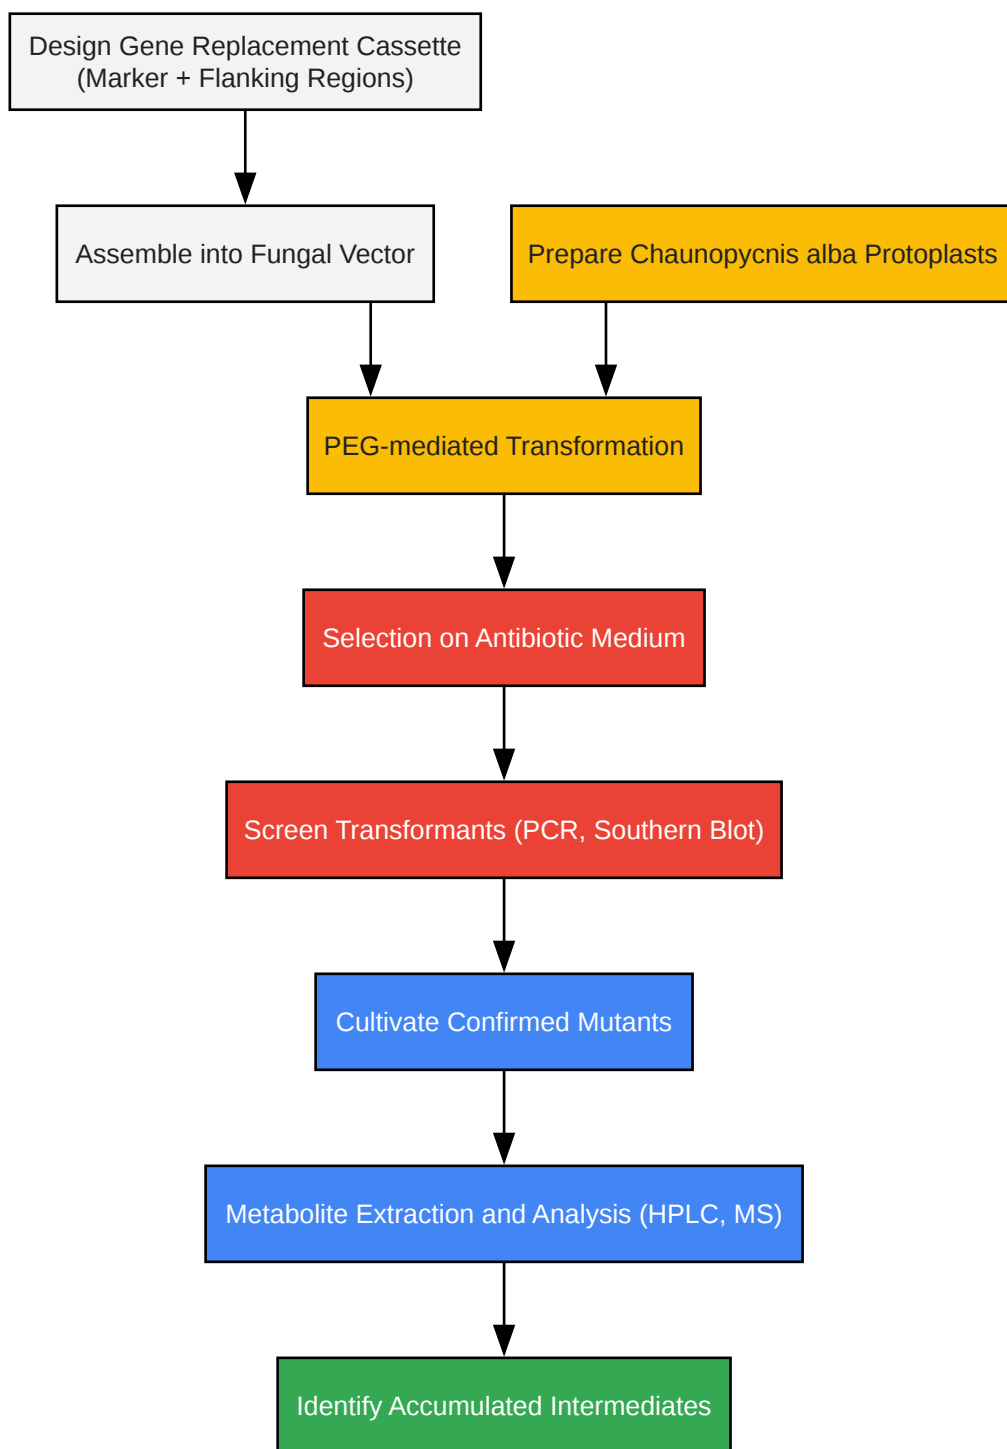 Design Gene Replacement Cassette
(Marker + Flanking Regions)
Assemble into Fungal Vector
Prepare Chaunopycnis alba Protoplasts
PEG-mediated Transformation
Selection on Antibiotic Medium
Screen Transformants (PCR, Southern Blot)
Cultivate Confirmed Mutants
Metabolite Extraction and Analysis (HPLC, MS)
Identify Accumulated Intermediates